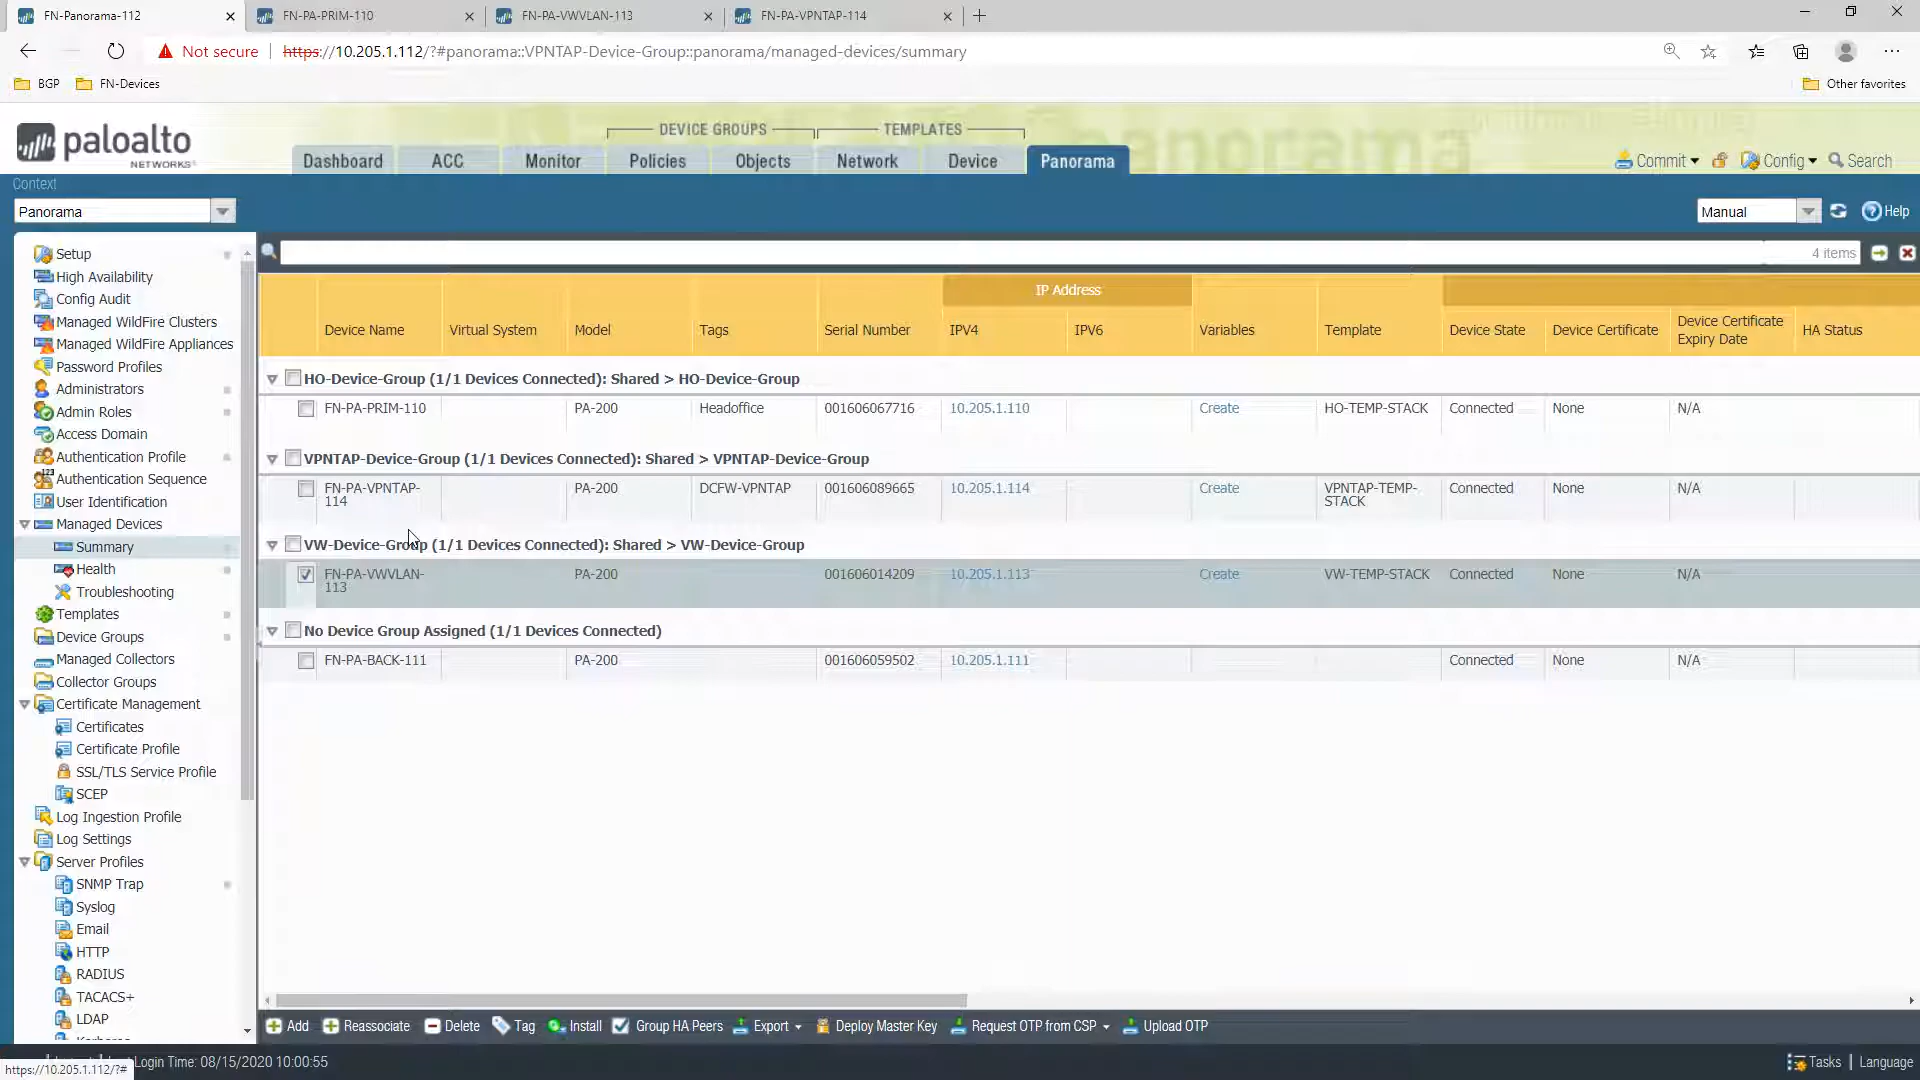 FN-Panorama-112
FN-PA-PRIM-110
FN-PA-VWVLAN-113
FN-PA-VPNTAP-114
Not secure
https://10.205.1.112/?#panorama::VPNTAP-Device-Group::panorama/managed-devices/summary
BGP
FN-Devices
Other favorites
paloalto
NETWORKS
panorama
DEVICE GROUPS
TEMPLATES
Dashboard
ACC
Monitor
Policies
Objects
Network
Device
Panorama
Commit
Config
Search
Context
Panorama
Manual
Help
Setup
High Availability
Config Audit
Managed WildFire Clusters
Managed WildFire Appliances
Password Profiles
Administrators
Admin Roles
Access Domain
Authentication Profile
Authentication Sequence
User Identification
Managed Devices
Summary
Health
Troubleshooting
Templates
Device Groups
Managed Collectors
Collector Groups
Certificate Management
Certificates
Certificate Profile
SSL/TLS Service Profile
SCEP
Log Ingestion Profile
Log Settings
Server Profiles
SNMP Trap
Syslog
Email
HTTP
RADIUS
TACACS+
LDAP
4 items
IP Address
Device Name Virtual System Model Tags Serial Number IPV4 IPV6 Variables Template Device State Device Certificate Device Certificate Expiry Date HA Status
HO-Device-Group (1/1 Devices Connected): Shared > HO-Device-Group
FN-PA-PRIM-110 PA-200 Headoffice 001606067716 10.205.1.110 Create HO-TEMP-STACK Connected None N/A
VPNTAP-Device-Group (1/1 Devices Connected): Shared > VPNTAP-Device-Group
FN-PA-VPNTAP-114 PA-200 DCFW-VPNTAP 001606089665 10.205.1.114 Create VPNTAP-TEMP-STACK Connected None N/A
VW-Device-Group (1/1 Devices Connected): Shared > VW-Device-Group
FN-PA-VWVLAN-113 PA-200 001606014209 10.205.1.113 Create VW-TEMP-STACK Connected None N/A
No Device Group Assigned (1/1 Devices Connected)
FN-PA-BACK-111 PA-200 001606059502 10.205.1.111 Connected None N/A
Add Reassociate Delete Tag Install Group HA Peers Export Deploy Master Key Request OTP from CSP Upload OTP
https://10.205.1.112/?#
Login Time: 08/15/2020 10:00:55
Tasks
Language